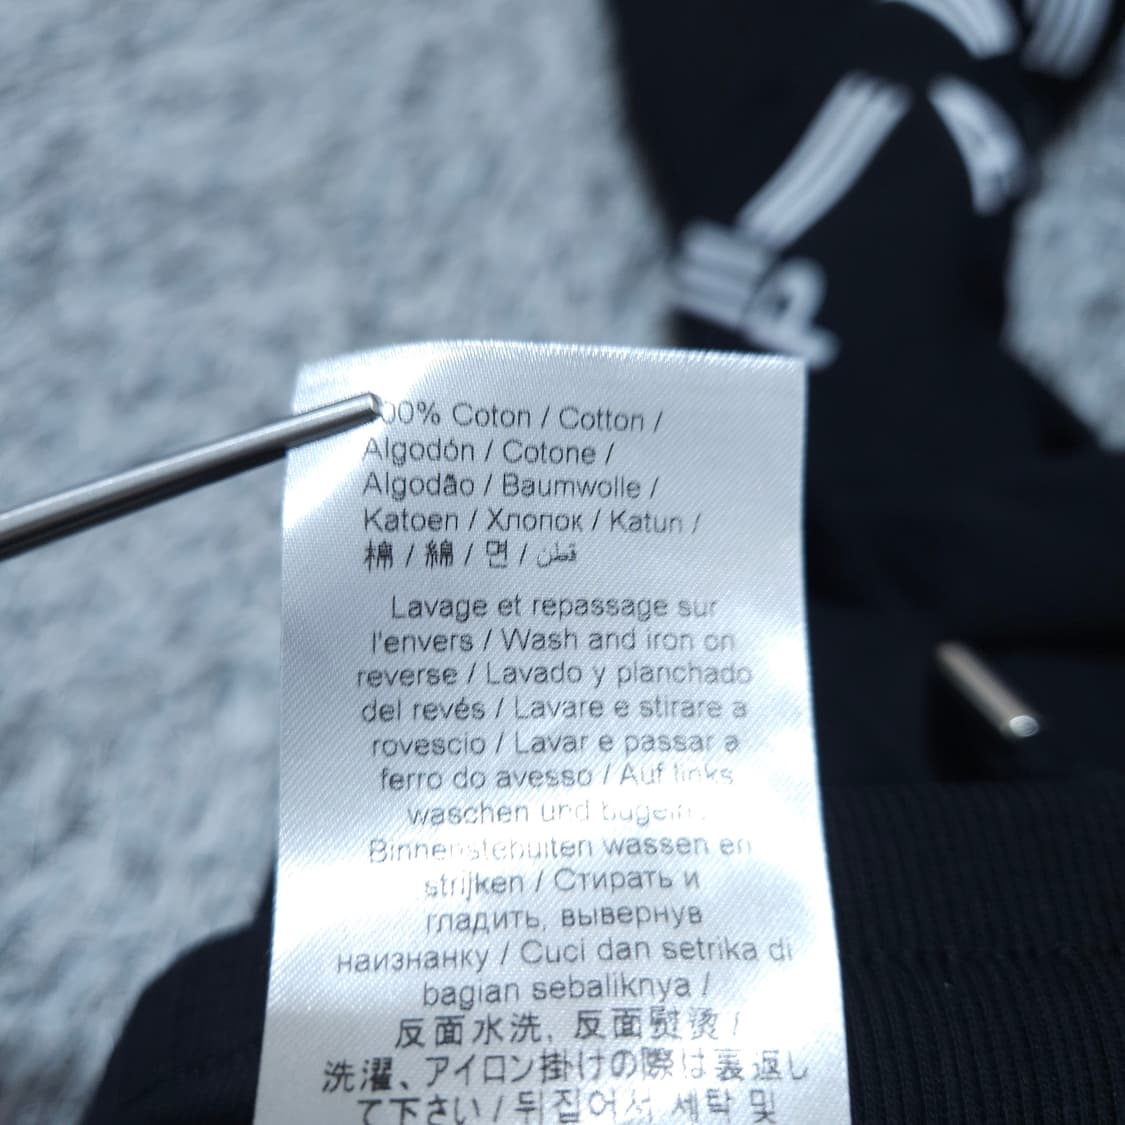 00% Coton / Cotton /
Algodón / Cotone /
Algodão / Baumwolle /
Katoen / Хлопок / Katun /
棉 / 綿 / 면 / قطن
Lavage et repassage sur
l'envers / Wash and iron on
reverse / Lavado y planchado
del revés / Lavare e stirare a
rovescio / Lavar e passar a
ferro do avesso / Auf links
waschen und bügeln
Binnenstebuiten wassen en
strijken / Стирать и
гладить, вывернув
наизнанку / Cuci dan setrika di
bagian sebaliknya /
反面水洗, 反面熨烫 /
洗濯、アイロン掛けの際は裏返し
て下さい / 뒤집어서 세탁 및